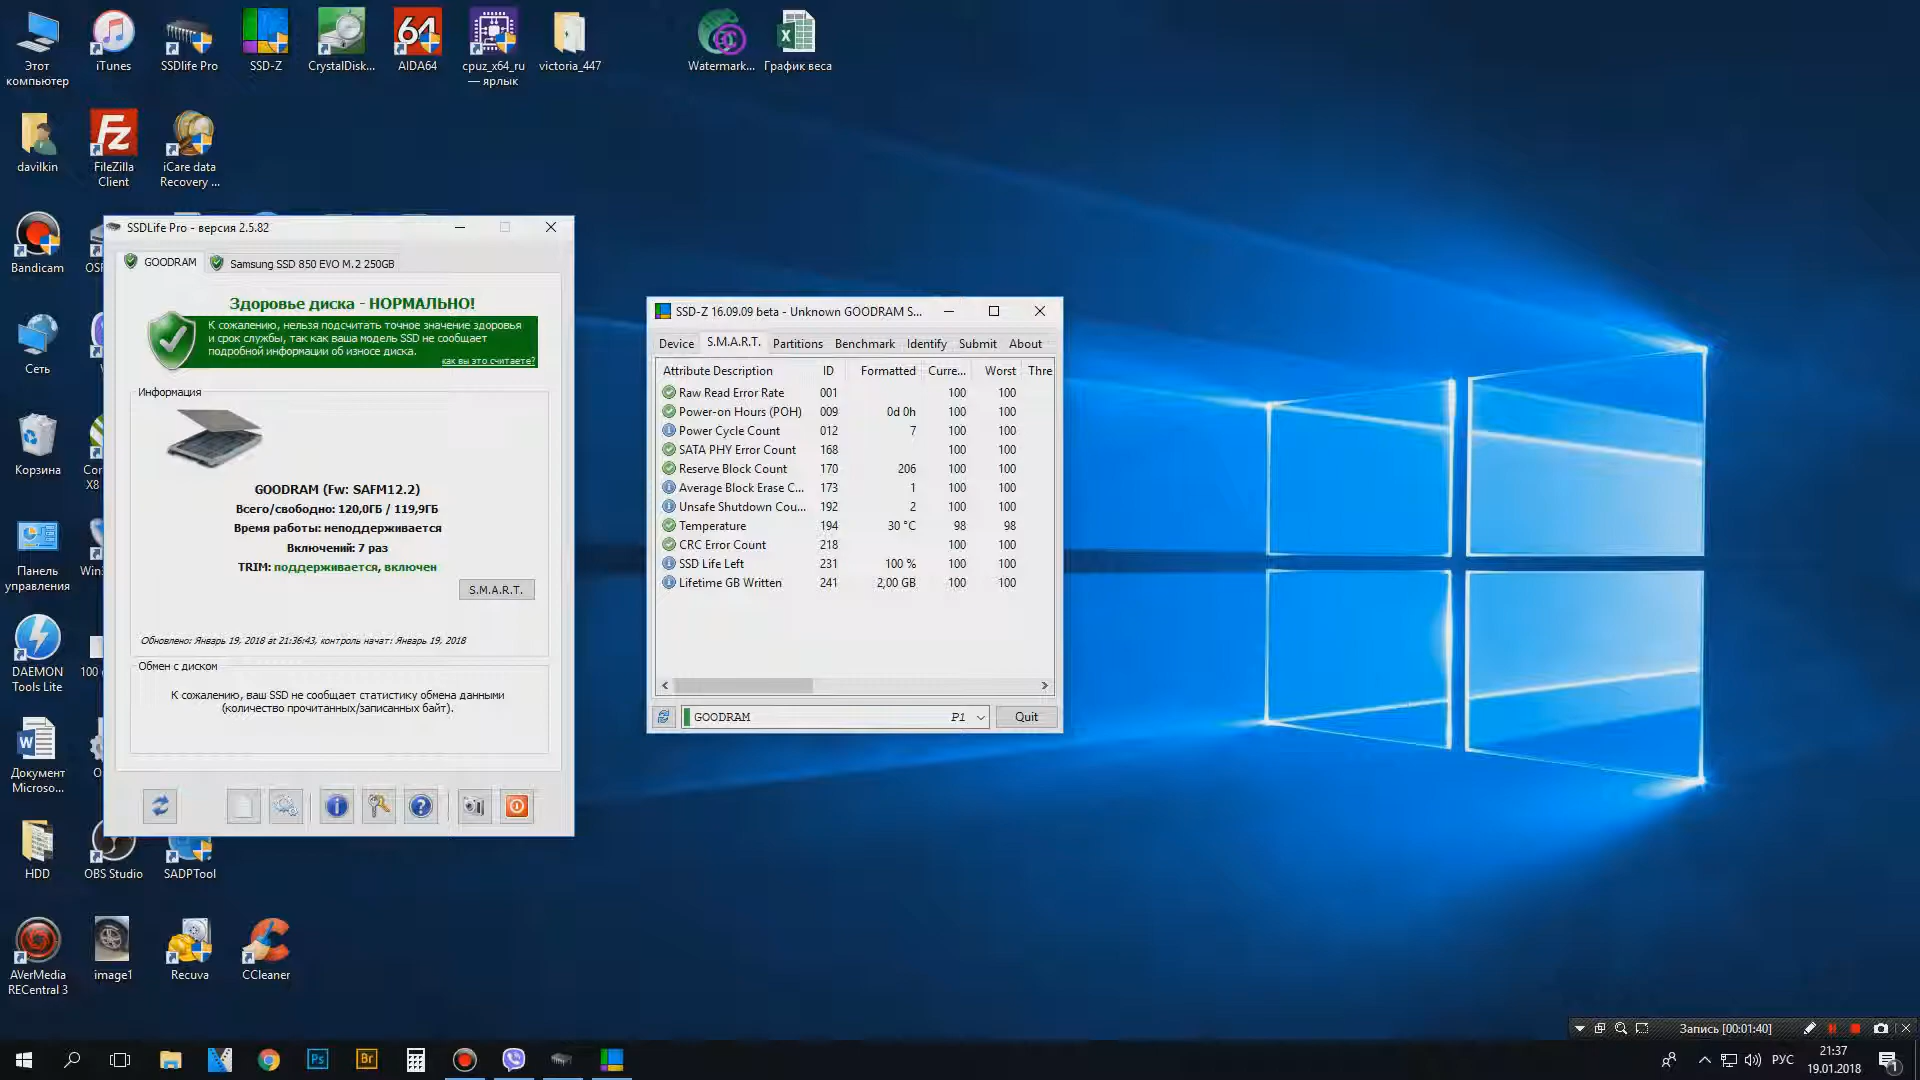 Этот
компьютер
iTunes
SSDlife Pro
SSD-Z
CrystalDisk...
AIDA64
cpuz_x64_ru
— ярлык
victoria_447
Watermark...
График веса
davilkin
FileZilla
Client
iCare data
Recovery ...
Bandicam
Сеть
Корзина
Cor
X8
Панель
управления
Win
DAEMON
Tools Lite
100
Документ
Microso...
HDD
OBS Studio
SADPTool
AVerMedia
RECentral 3
image1
Recuva
CCleaner
SSDLife Pro - версия 2.5.82
GOODRAM
Samsung SSD 850 EVO M.2 250GB
Здоровье диска - НОРМАЛЬНО!
К сожалению, нельзя подсчитать точное значение здоровья
и срок службы, так как ваша модель SSD не сообщает
подробной информации об износе диска.
как вы это считаете?
Информация
GOODRAM (Fw: SAFM12.2)
Всего/свободно: 120,0ГБ / 119,9ГБ
Время работы: неподдерживается
Включений: 7 раз
TRIM: поддерживается, включен
S.M.A.R.T.
Обновлено: Январь 19, 2018 at 21:36:43, контроль начат: Январь 19, 2018
Обмен с диском
К сожалению, ваш SSD не сообщает статистику обмена данными
(количество прочитанных/записанных байт).
SSD-Z 16.09.09 beta - Unknown GOODRAM S...
Device S.M.A.R.T. Partitions Benchmark Identify Submit About
Attribute Description ID Formatted Curre... Worst Thre
Raw Read Error Rate 001 100 100
Power-on Hours (POH) 009 0d 0h 100 100
Power Cycle Count 012 7 100 100
SATA PHY Error Count 168 100 100
Reserve Block Count 170 206 100 100
Average Block Erase C... 173 1 100 100
Unsafe Shutdown Cou... 192 2 100 100
Temperature 194 30 °C 98 98
CRC Error Count 218 100 100
SSD Life Left 231 100 % 100 100
Lifetime GB Written 241 2,00 GB 100 100
GOODRAM P1
Quit
Запись [00:01:40]
РУС
21:37
19.01.2018